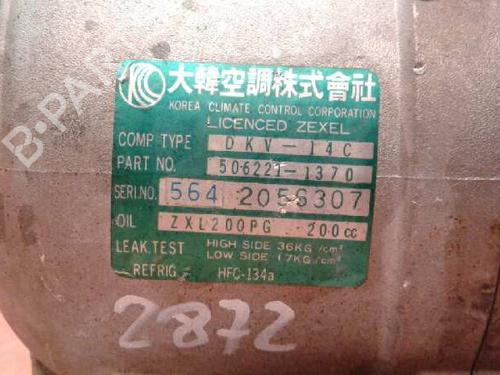 大韓空調株式會社
KOREA CLIMATE CONTROL CORPORATION
LICENCED ZEXEL
COMP TYPE DKV-14C
PART NO. 506221-1370
SERI.NO. 564 2056307
OIL ZXL200PG 200cc
LEAK.TEST HIGH SIDE 36KG/cm²
LOW SIDE 17KG/cm²
REFRIG HFC-134a
2872
B-PARTS